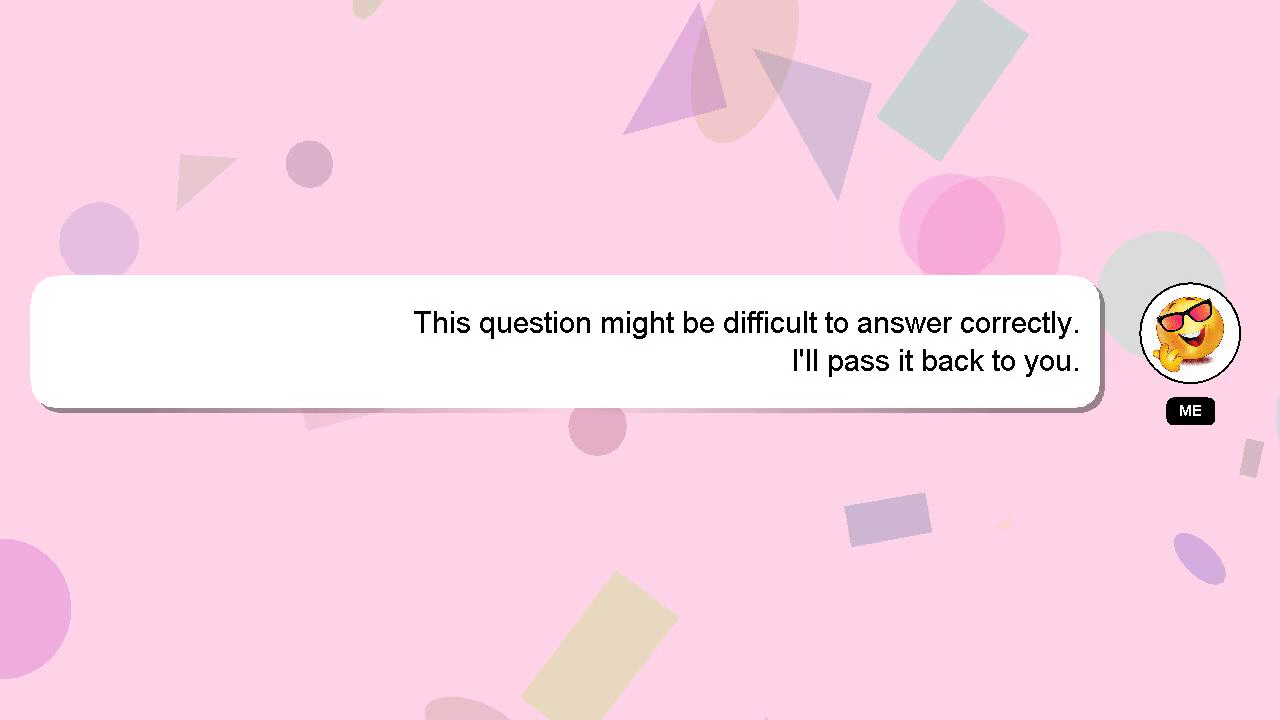 This question might be difficult to answer correctly.
I'll pass it back to you.
ME